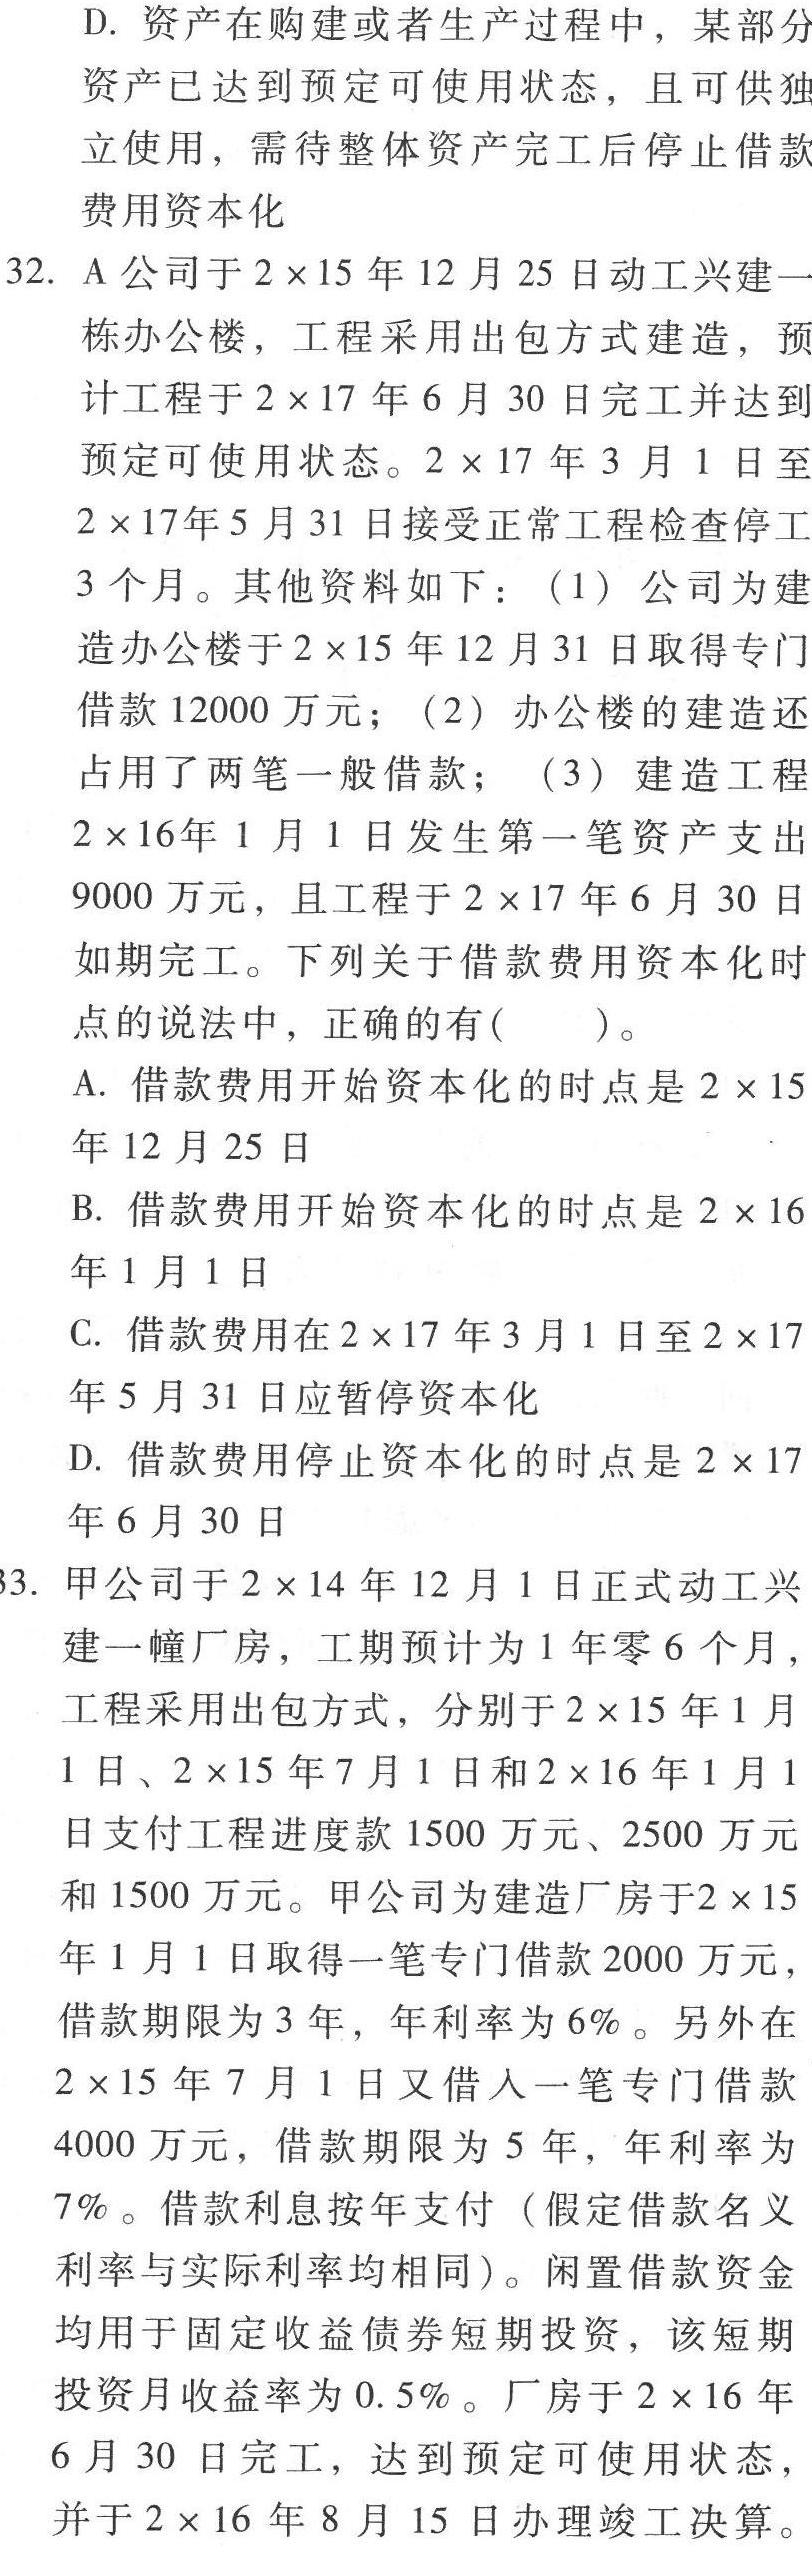 D. 资产在购建或者生产过程中，某部分
资产已达到预定可使用状态，且可供独
立使用，需待整体资产完工后停止借款
费用资本化
32. A 公司于 2×15 年 12 月 25 日动工兴建一
栋办公楼，工程采用出包方式建造，预
计工程于 2×17 年 6 月 30 日完工并达到
预定可使用状态。2×17 年 3 月 1 日至
2×17年 5 月 31 日接受正常工程检查停工
3 个月。其他资料如下：（1）公司为建
造办公楼于 2×15 年 12 月 31 日取得专门
借款 12000 万元；（2）办公楼的建造还
占用了两笔一般借款；（3）建造工程
2×16年 1 月 1 日发生第一笔资产支出
9000 万元，且工程于 2×17 年 6 月 30 日
如期完工。下列关于借款费用资本化时
点的说法中，正确的有(　　)。
A. 借款费用开始资本化的时点是 2×15
年 12 月 25 日
B. 借款费用开始资本化的时点是 2×16
年 1 月 1 日
C. 借款费用在 2×17 年 3 月 1 日至 2×17
年 5 月 31 日应暂停资本化
D. 借款费用停止资本化的时点是 2×17
年 6 月 30 日
33. 甲公司于 2×14 年 12 月 1 日正式动工兴
建一幢厂房，工期预计为 1 年零 6 个月，
工程采用出包方式，分别于 2×15 年 1 月
1 日、2×15 年 7 月 1 日和 2×16 年 1 月 1
日支付工程进度款 1500 万元、2500 万元
和 1500 万元。甲公司为建造厂房于2×15
年 1 月 1 日取得一笔专门借款 2000 万元，
借款期限为 3 年，年利率为 6%。另外在
2×15 年 7 月 1 日又借入一笔专门借款
4000 万元，借款期限为 5 年，年利率为
7%。借款利息按年支付（假定借款名义
利率与实际利率均相同）。闲置借款资金
均用于固定收益债券短期投资，该短期
投资月收益率为 0.5%。厂房于 2×16 年
6 月 30 日完工，达到预定可使用状态，
并于 2×16 年 8 月 15 日办理竣工决算。